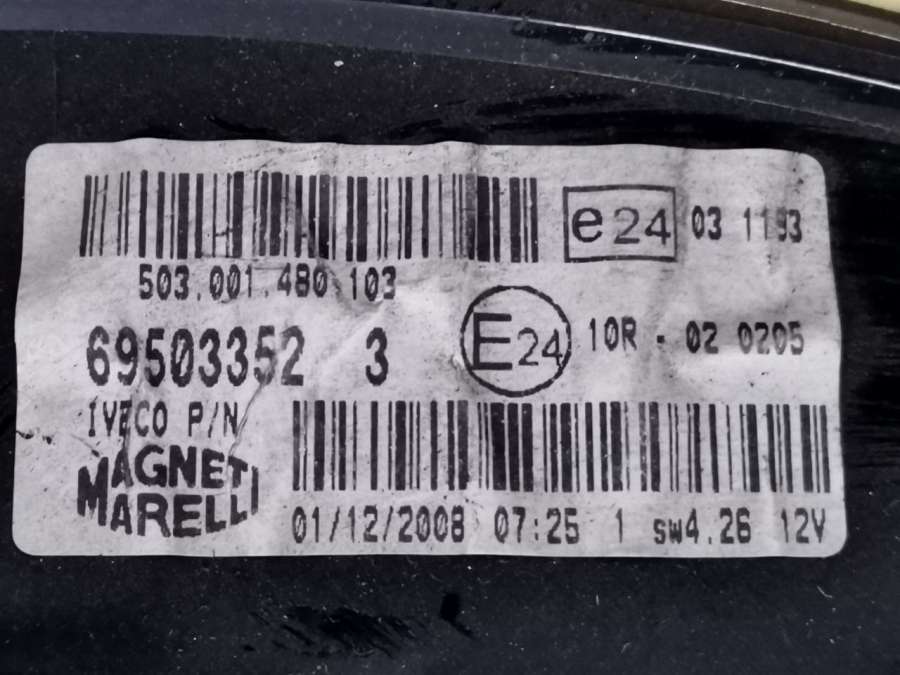 e24 03 1193
503.001.480 103
69503352 3
E24 10R - 02 0205
IVECO P/N
MAGNETI
MARELLI
01/12/2008 07:25 1 sw4.26 12V